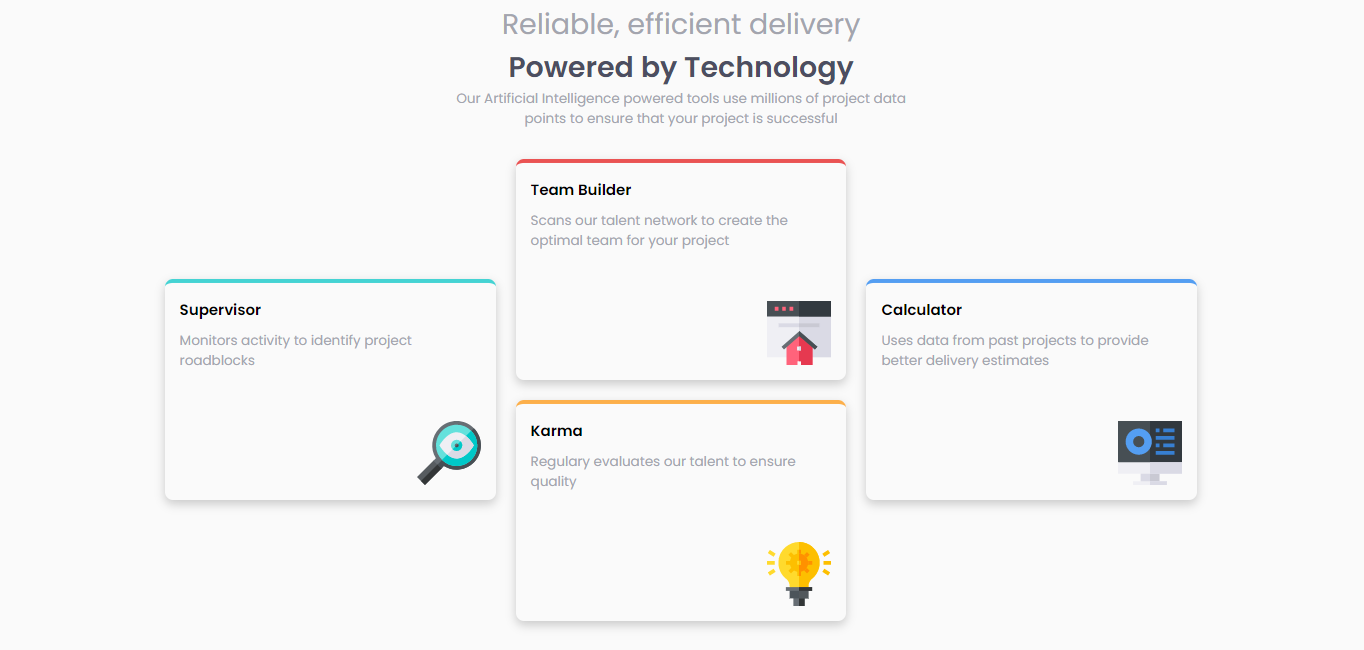 Reliable, efficient delivery
Powered by Technology
Our Artificial Intelligence powered tools use millions of project data
points to ensure that your project is successful
Supervisor
Monitors activity to identify project
roadblocks
Team Builder
Scans our talent network to create the
optimal team for your project
Karma
Regulary evaluates our talent to ensure
quality
Calculator
Uses data from past projects to provide
better delivery estimates